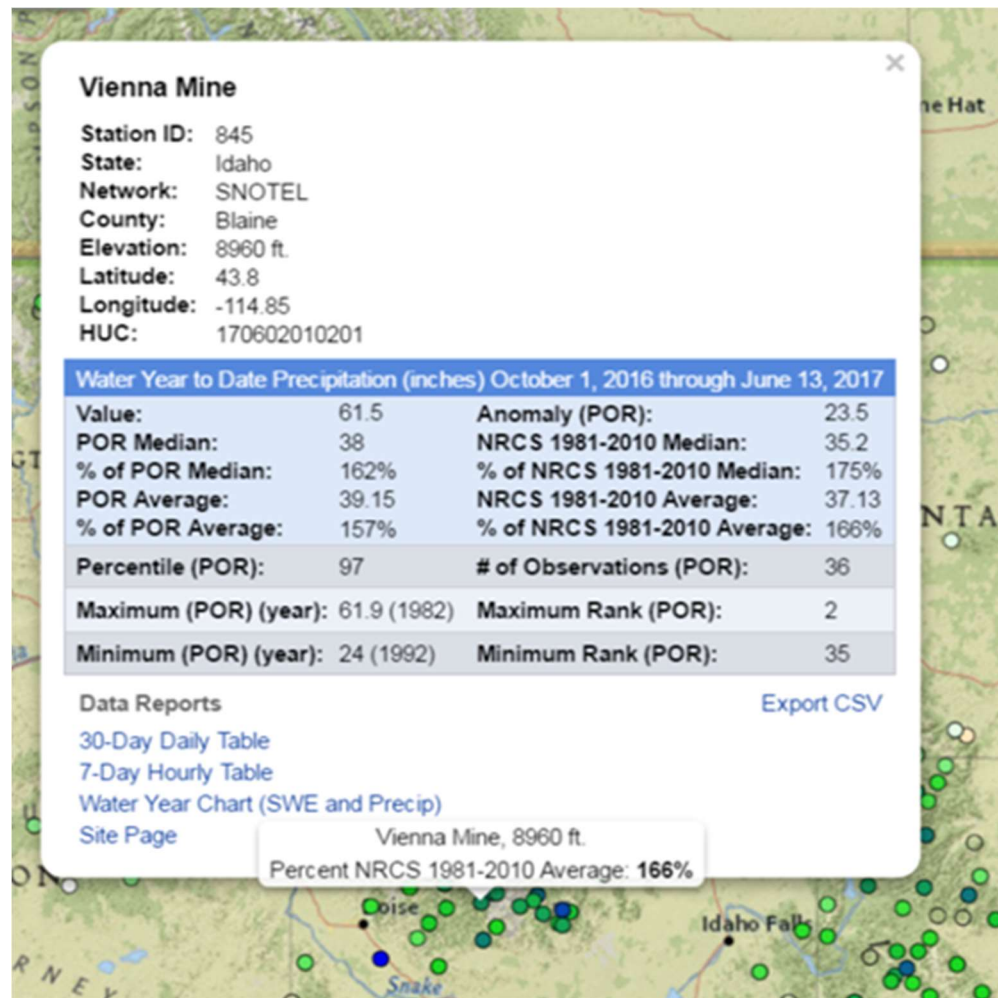 Vienna Mine
Station ID: 845
State: Idaho
Network: SNOTEL
County: Blaine
Elevation: 8960 ft.
Latitude: 43.8
Longitude: -114.85
HUC: 170602010201
Water Year to Date Precipitation (inches) October 1, 2016 through June 13, 2017
Value: 61.5 Anomaly (POR): 23.5
POR Median: 38 NRCS 1981-2010 Median: 35.2
% of POR Median: 162% % of NRCS 1981-2010 Median: 175%
POR Average: 39.15 NRCS 1981-2010 Average: 37.13
% of POR Average: 157% % of NRCS 1981-2010 Average: 166%
Percentile (POR): 97 # of Observations (POR): 36
Maximum (POR) (year): 61.9 (1982) Maximum Rank (POR): 2
Minimum (POR) (year): 24 (1992) Minimum Rank (POR): 35
Data Reports Export CSV
30-Day Daily Table
7-Day Hourly Table
Water Year Chart (SWE and Precip)
Site Page
Vienna Mine, 8960 ft.
Percent NRCS 1981-2010 Average: 166%
ne Hat
NTA
ON
oise
Idaho Falls
Snake
RNEY